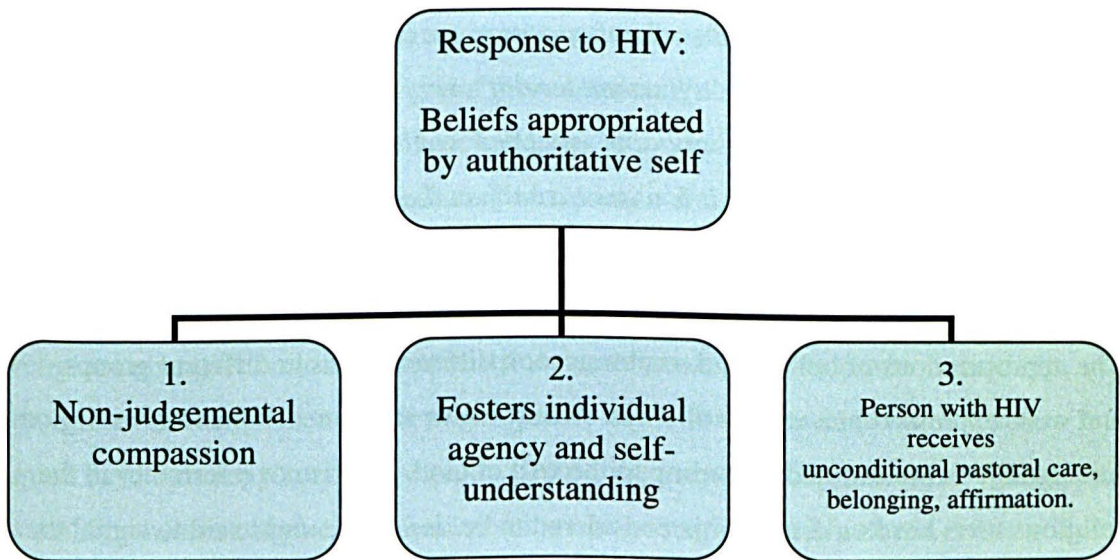 Response to HIV:
Beliefs appropriated
by authoritative self
1.
Non-judgemental
compassion
2.
Fosters individual
agency and self-
understanding
3.
Person with HIV
receives
unconditional pastoral care,
belonging, affirmation.